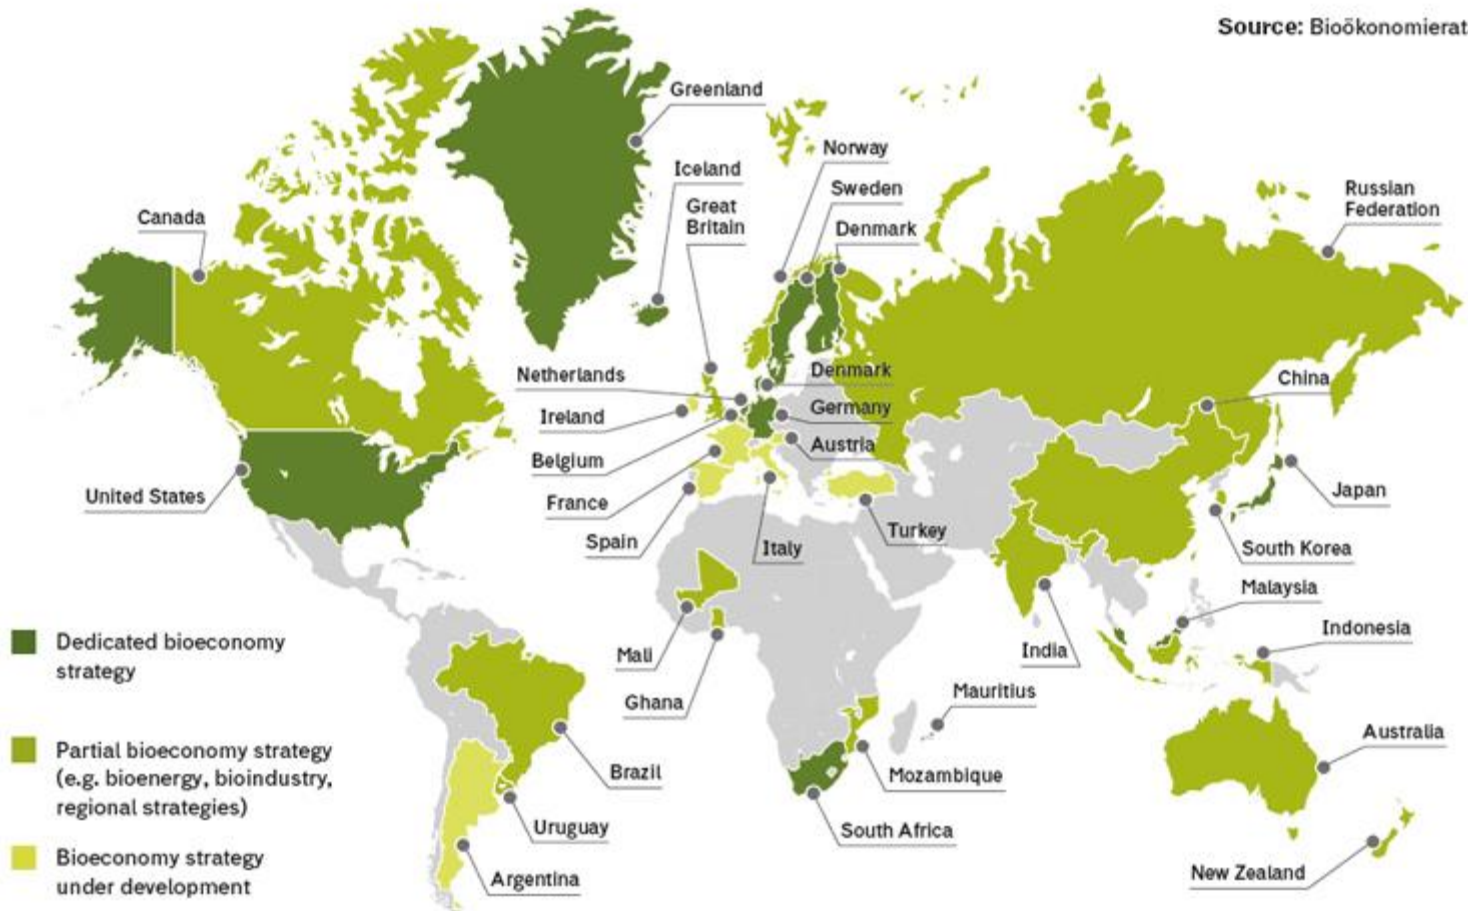 Source: Bioökonomierat
Greenland
Norway
Iceland
Sweden
Great
Britain
Russian
Federation
Canada
Denmark
Netherlands
Denmark
China
Ireland
Germany
Belgium
Austria
United States
France
Japan
Spain
Italy
Turkey
South Korea
Malaysia
Dedicated bioeconomy
strategy
Indonesia
Mali
India
Ghana
Mauritius
Partial bioeconomy strategy
(e.g. bioenergy, bioindustry,
regional strategies)
Brazil
Mozambique
Australia
Uruguay
South Africa
Bioeconomy strategy
under development
Argentina
New Zealand